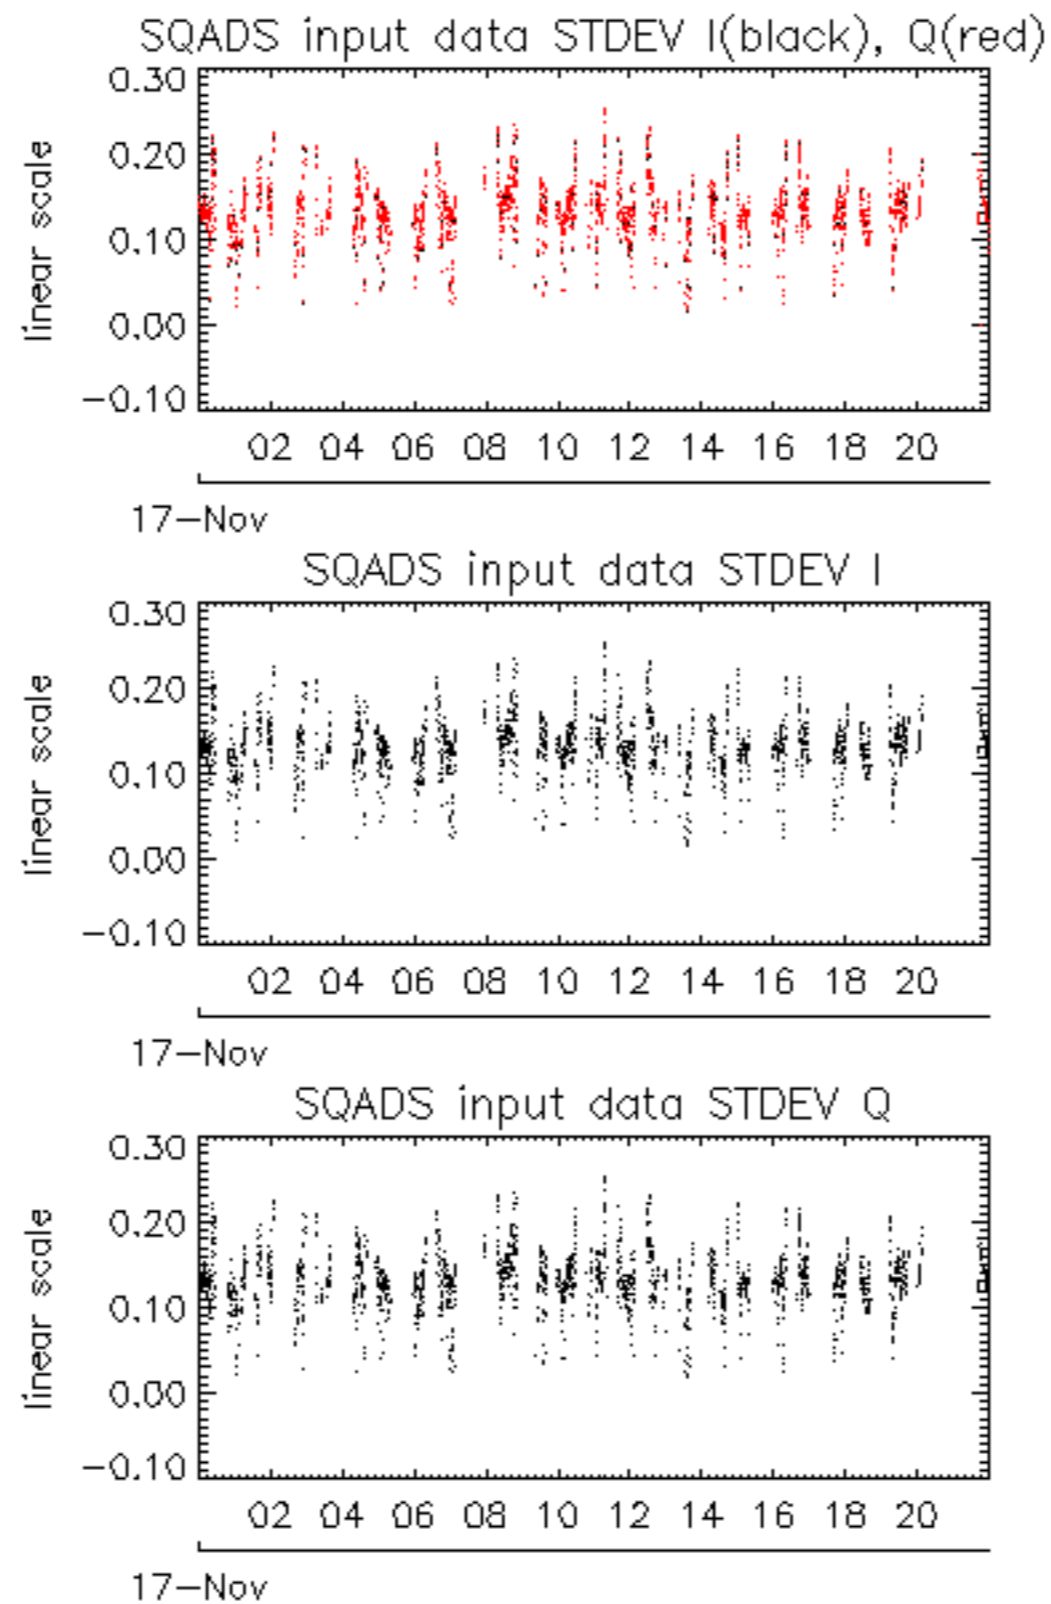 SQADS input data STDEV I(black), Q(red)
0.30
0.20
0.10
0.00
-0.10
linear scale
02 04 06 08 10 12 14 16 18 20
17-Nov
SQADS input data STDEV I
0.30
0.20
0.10
0.00
-0.10
linear scale
02 04 06 08 10 12 14 16 18 20
17-Nov
SQADS input data STDEV Q
0.30
0.20
0.10
0.00
-0.10
linear scale
02 04 06 08 10 12 14 16 18 20
17-Nov